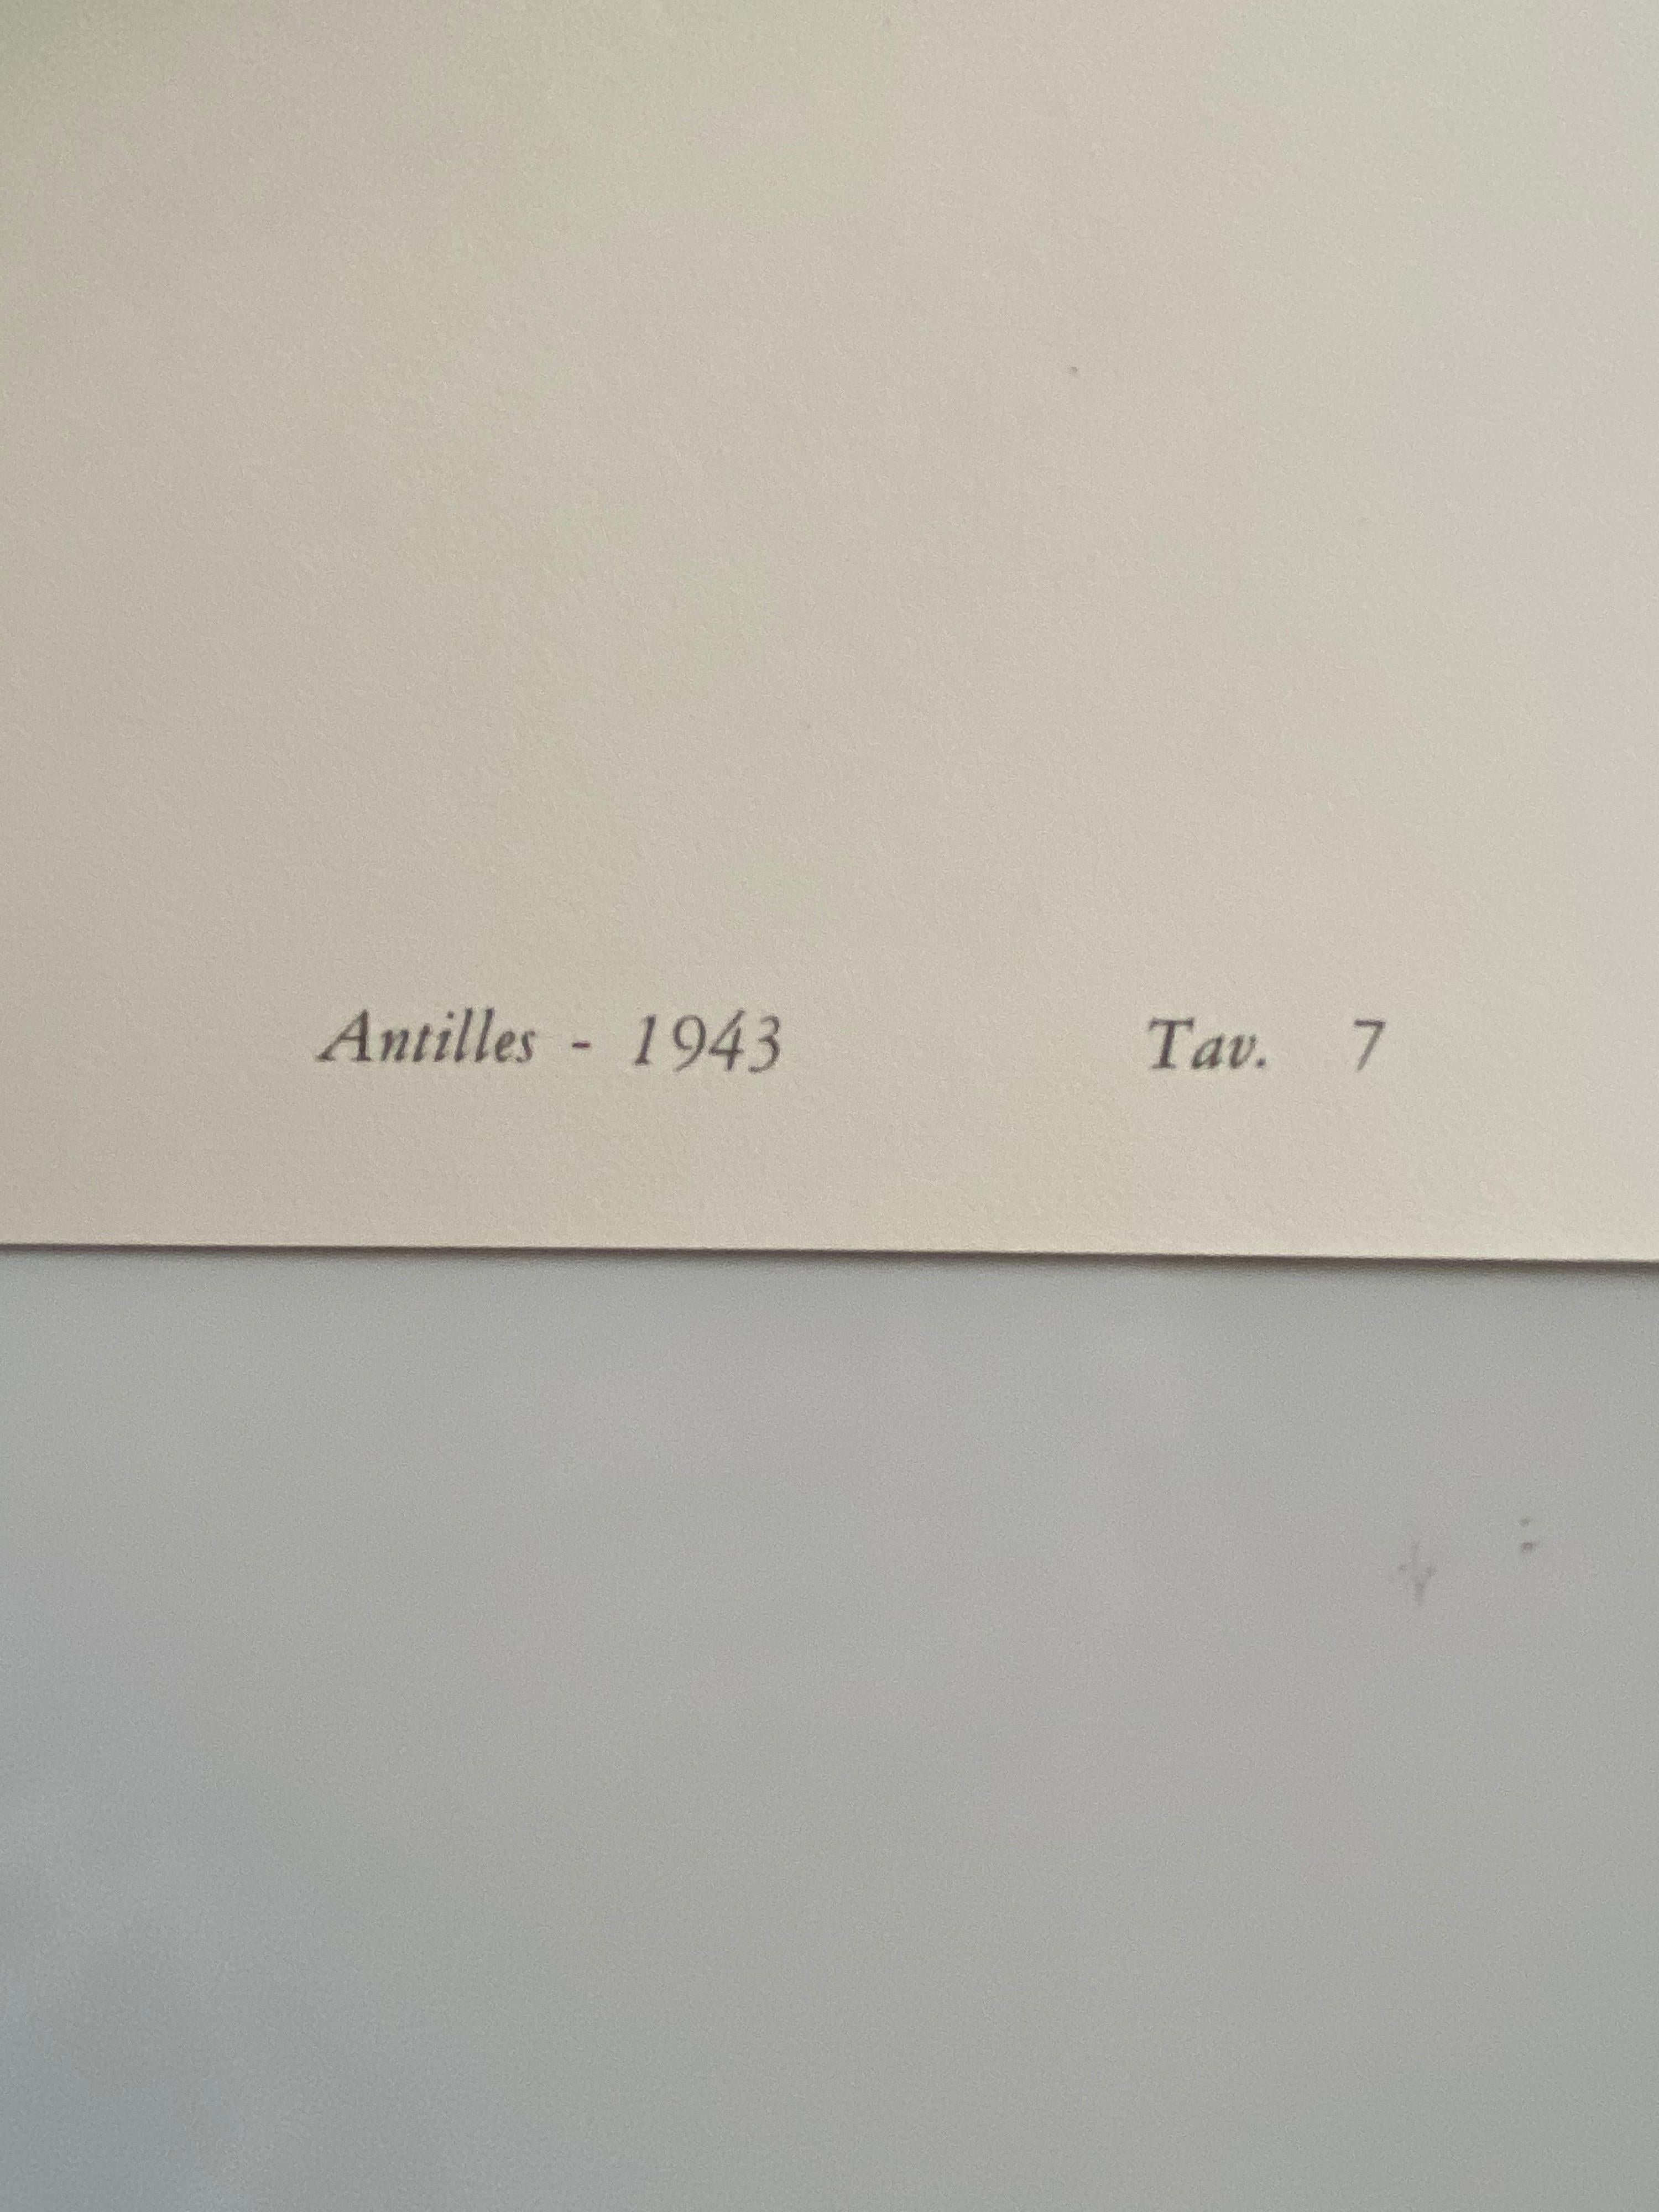 Antilles - 1943 Tav. 7